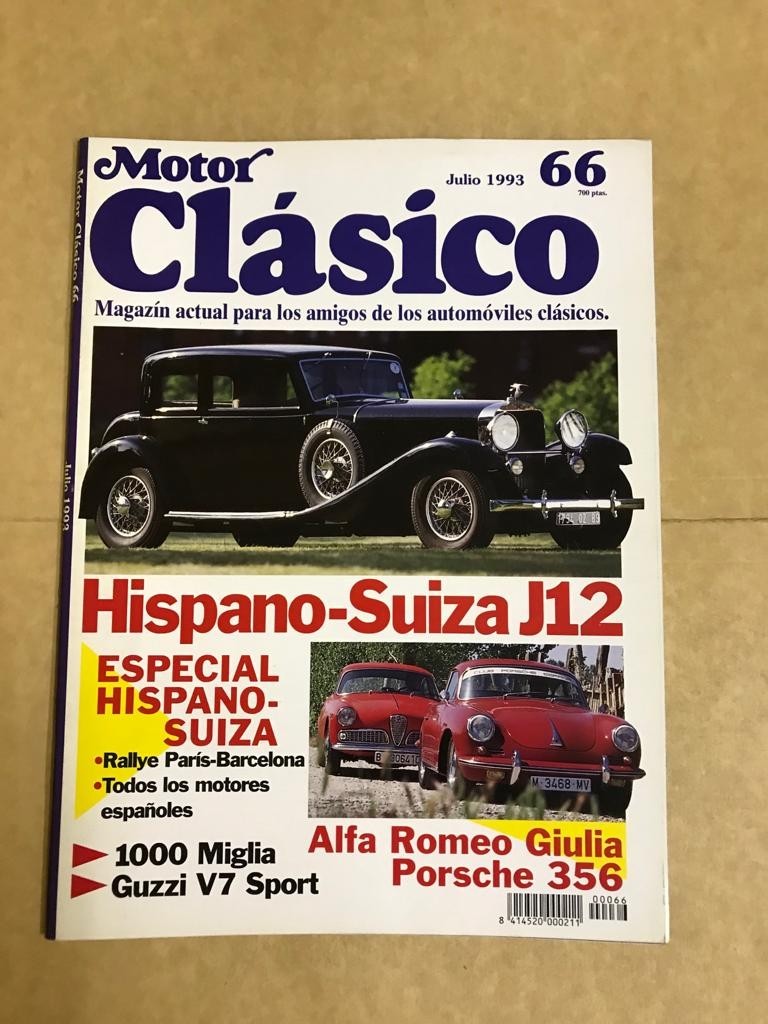 Motor
Julio 1993 66
700 ptas.
Clásico
Magazín actual para los amigos de los automóviles clásicos.
Hispano-Suiza J12
ESPECIAL
HISPANO-
SUIZA
•Rallye París-Barcelona
•Todos los motores
españoles
CLUB PORSCHE
M-3468-MV
Alfa Romeo Giulia
Porsche 356
1000 Miglia
Guzzi V7 Sport
00066
8 414520 000211
Motor Clásico 66
Julio 1993